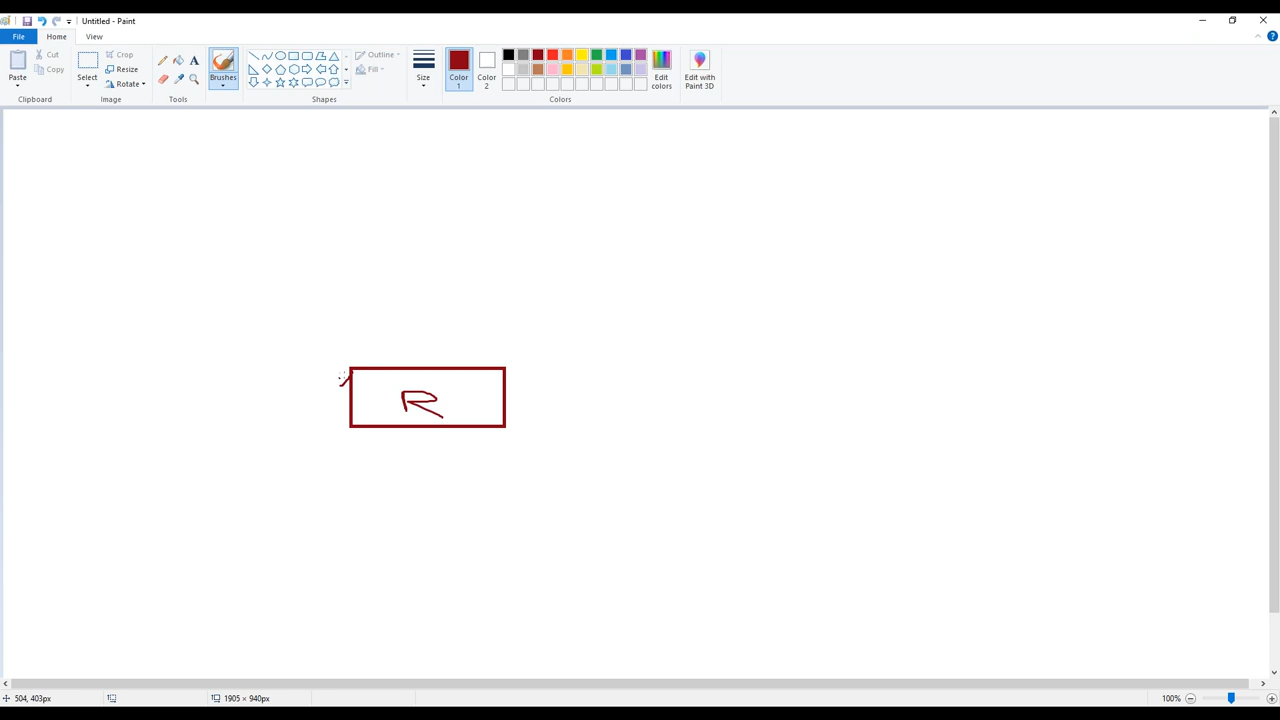 Untitled - Paint
File Home View
Paste
Cut
Copy
Clipboard
Select
Crop
Resize
Rotate
Image
Tools
A
Brushes
Shapes
Outline
Fill
Size
Color 1
Color 2
Edit colors
Colors
Edit with Paint 3D
R
504, 403px
1905 × 940px
100%